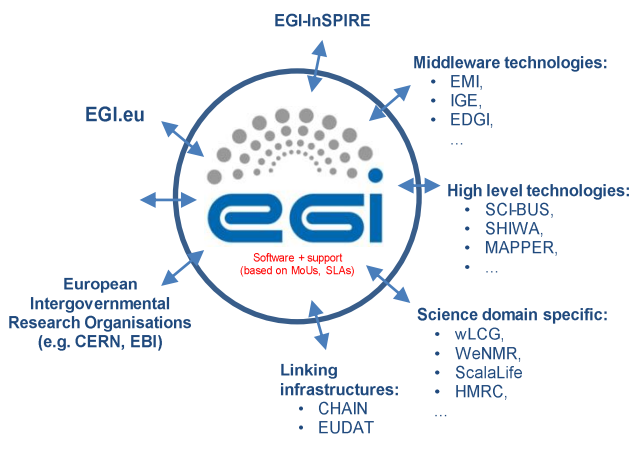 EGI-InSPIRE
Middleware technologies:
• EMI,
• IGE,
• EDGI,
…
EGI.eu
egi
High level technologies:
• SCI-BUS,
• SHIWA,
• MAPPER,
• …
Software + support
(based on MoUs, SLAs)
European
Intergovernmental
Research Organisations
(e.g. CERN, EBI)
Science domain specific:
• wLCG,
• WeNMR,
• ScalaLife
• HMRC,
…
Linking
infrastructures:
• CHAIN
• EUDAT